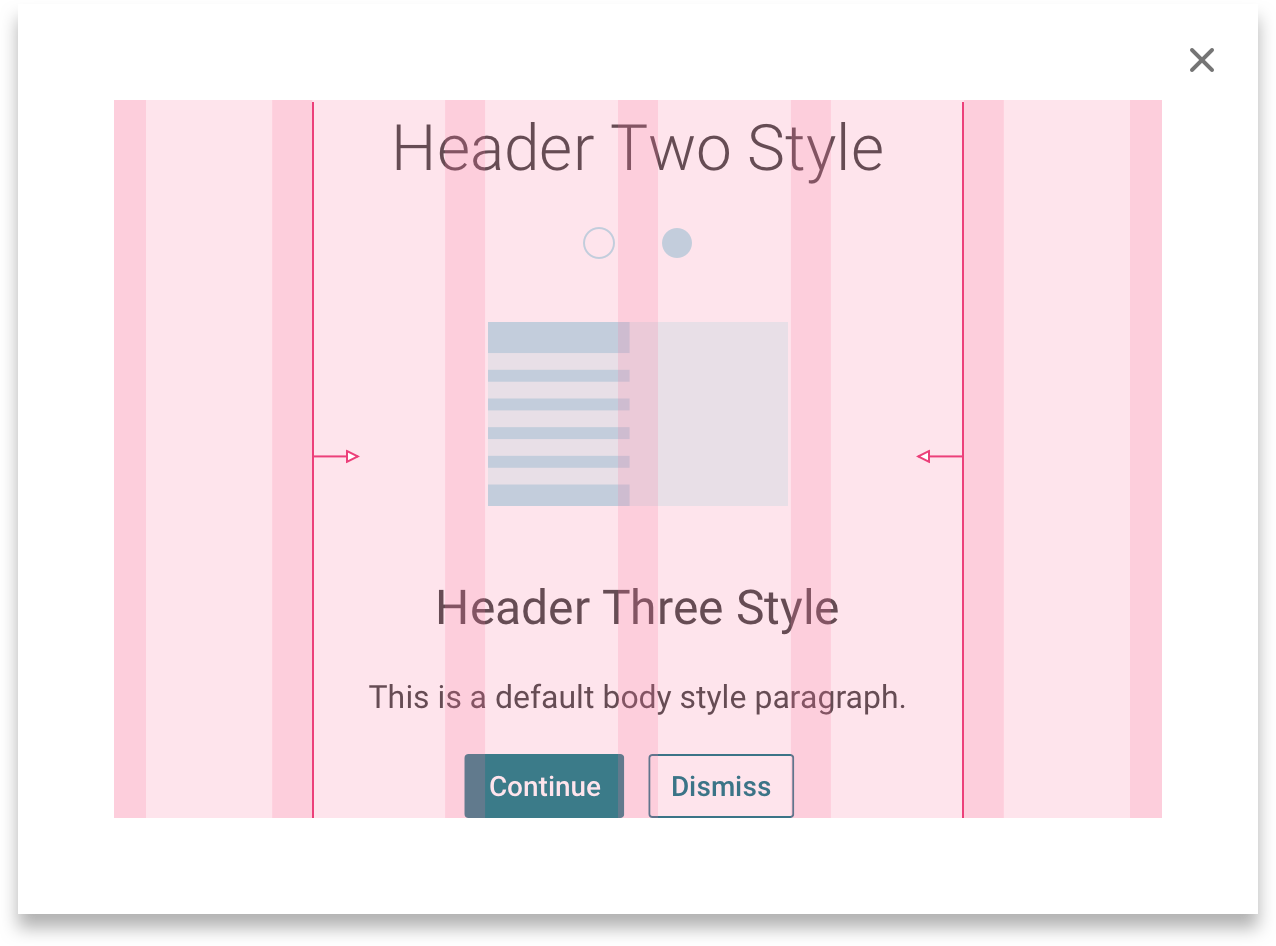 Header Two Style
Header Three Style
This is a default body style paragraph.
Continue
Dismiss